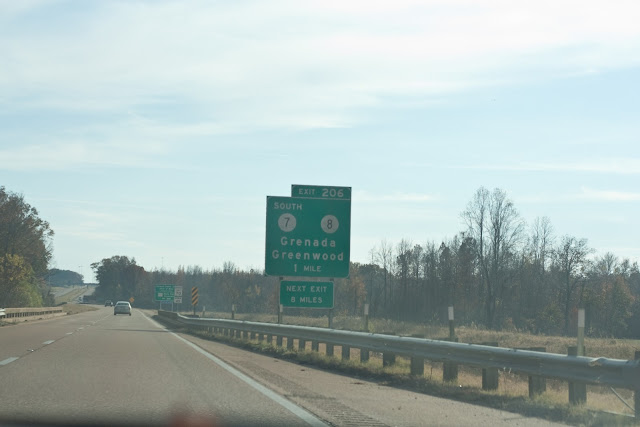 EXIT 206
SOUTH
7 8
Grenada
Greenwood
1 MILE
NEXT EXIT
8 MILES